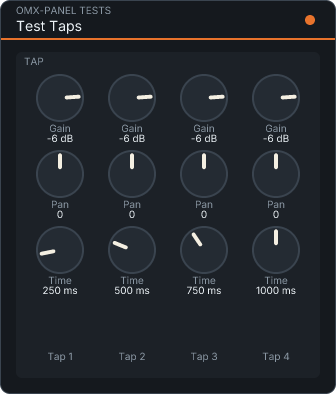 OMX-PANEL TESTS
Test Taps
TAP
Gain Gain Gain Gain
-6 dB -6 dB -6 dB -6 dB
Pan Pan Pan Pan
0 0 0 0
Time Time Time Time
250 ms 500 ms 750 ms 1000 ms
Tap 1 Tap 2 Tap 3 Tap 4